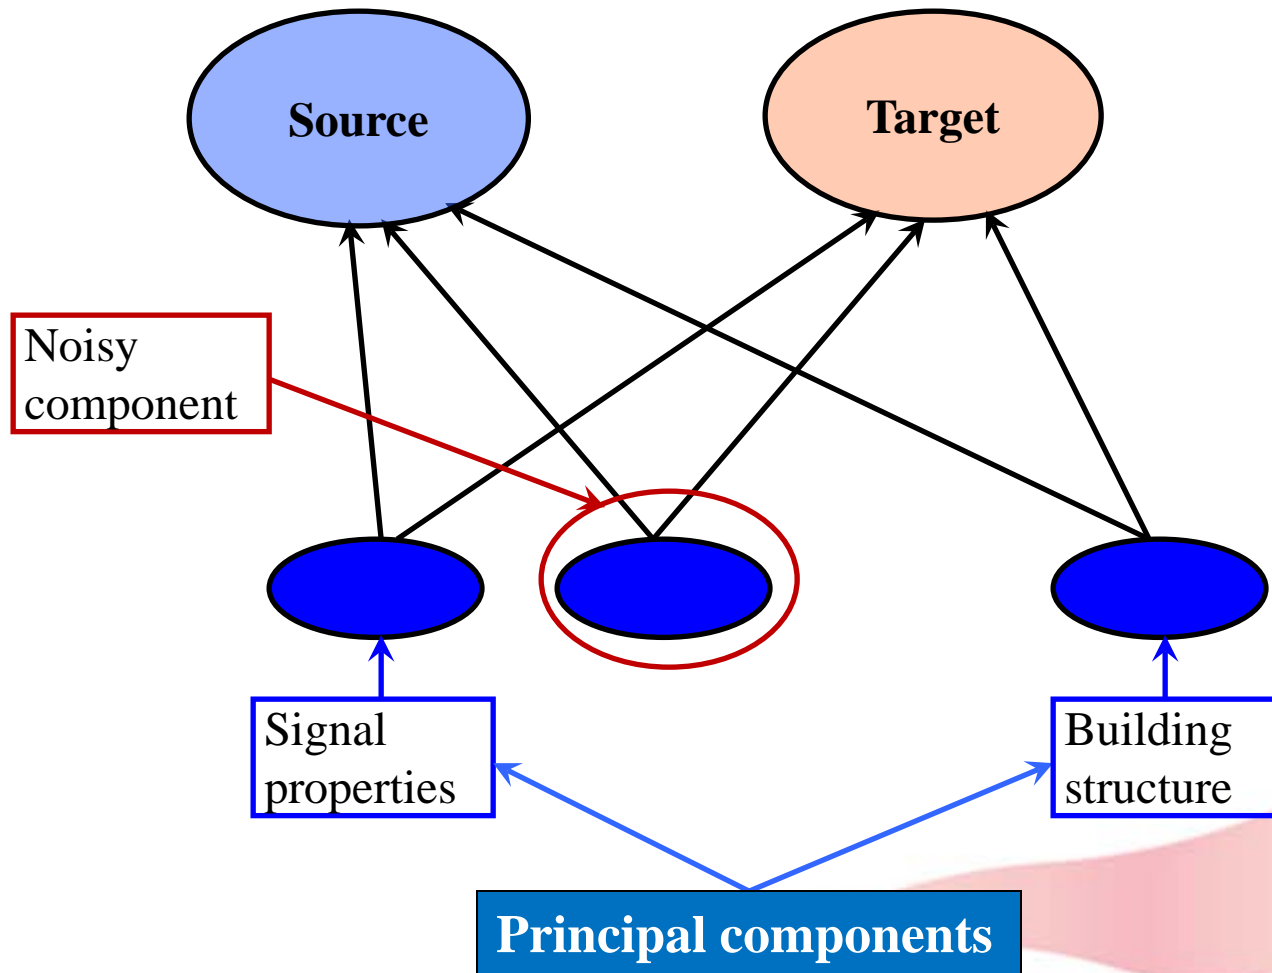 Source
Target
Noisy
component
Signal
properties
Building
structure
Principal components